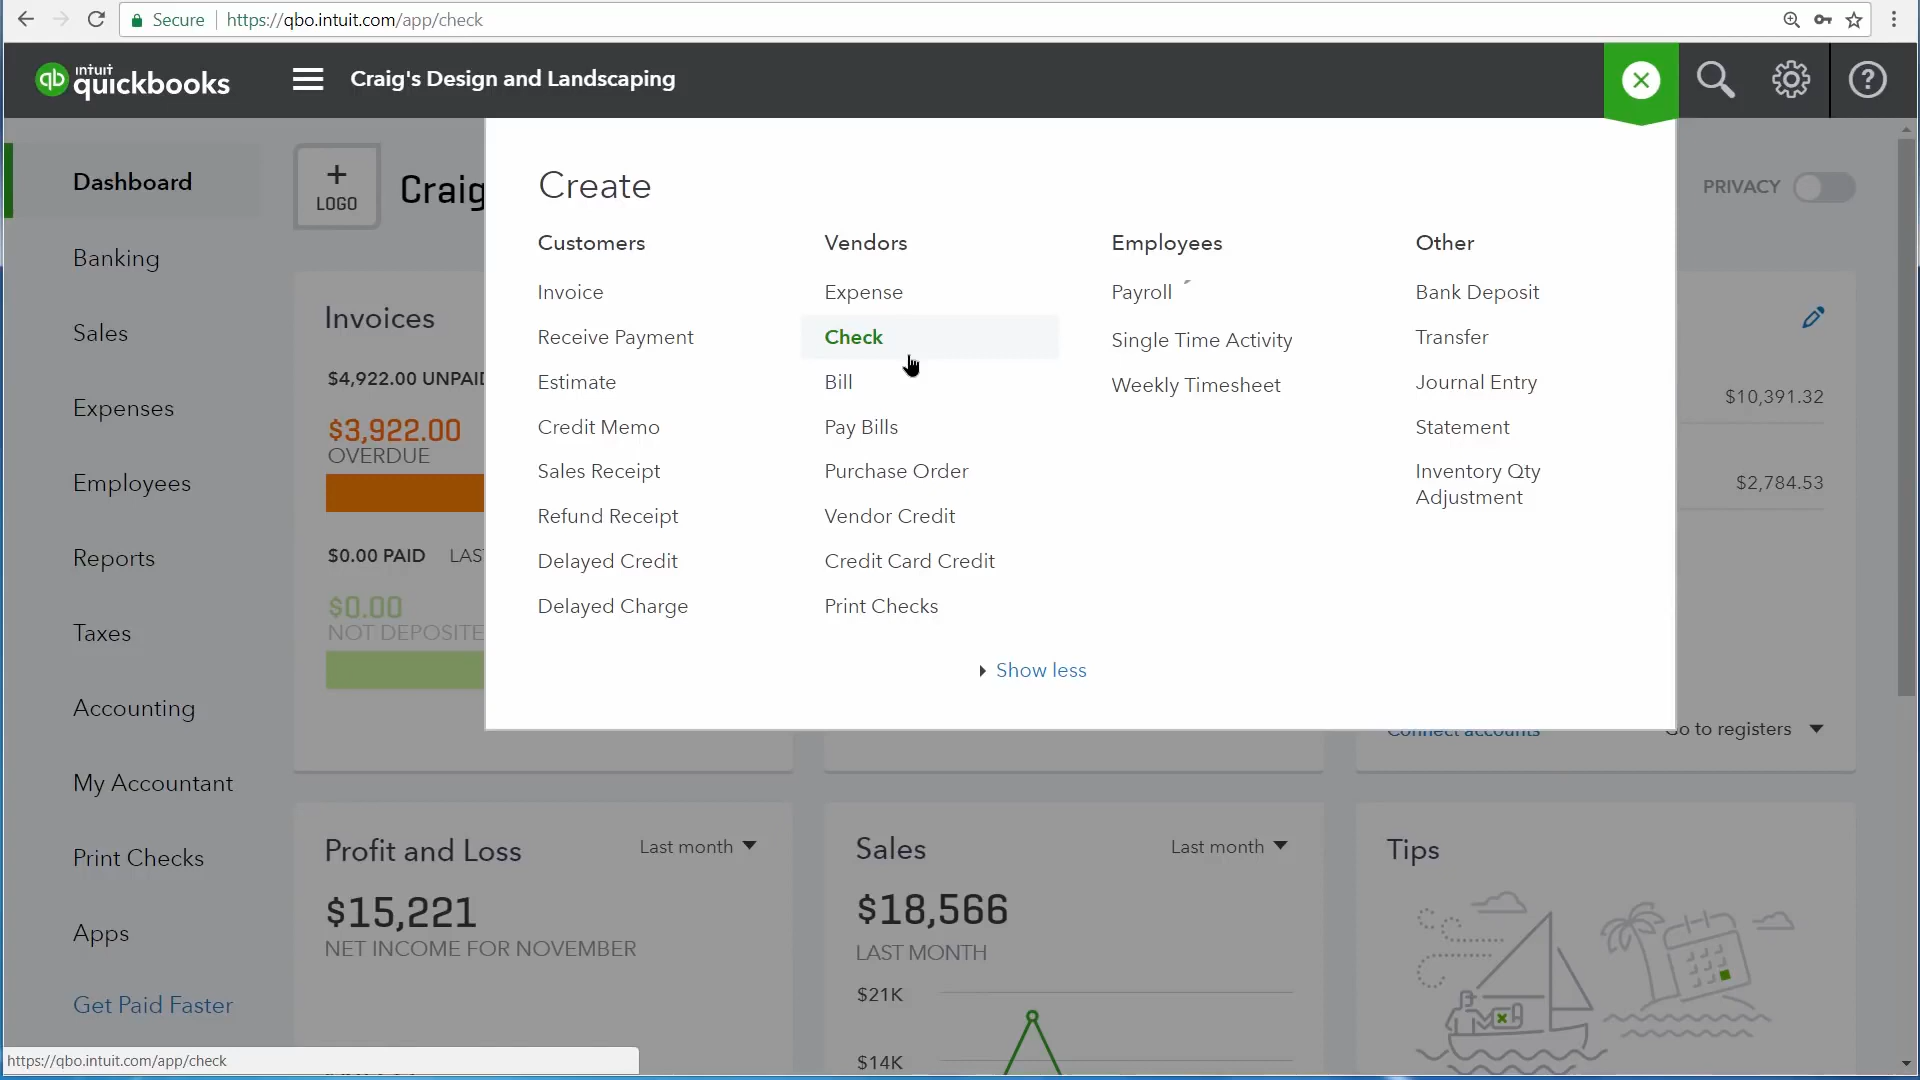 Secure
https://qbo.intuit.com/app/check
intuit
quickbooks
Craig's Design and Landscaping
Dashboard
Banking
Sales
Expenses
Employees
Reports
Taxes
Accounting
My Accountant
Print Checks
Apps
Get Paid Faster
+
LOGO
Craig
PRIVACY
Create
Customers
Invoice
Receive Payment
Estimate
Credit Memo
Sales Receipt
Refund Receipt
Delayed Credit
Delayed Charge
Vendors
Expense
Check
Bill
Pay Bills
Purchase Order
Vendor Credit
Credit Card Credit
Print Checks
Employees
Payroll
Single Time Activity
Weekly Timesheet
Other
Bank Deposit
Transfer
Journal Entry
Statement
Inventory Qty
Adjustment
Show less
Invoices
$4,922.00 UNPAID
$3,922.00
OVERDUE
$0.00 PAID LAS
$0.00
NOT DEPOSITE
$10,391.32
$2,784.53
Connect accounts
Go to registers
Profit and Loss
Last month
$15,221
NET INCOME FOR NOVEMBER
Sales
Last month
$18,566
LAST MONTH
$21K
$14K
Tips
https://qbo.intuit.com/app/check